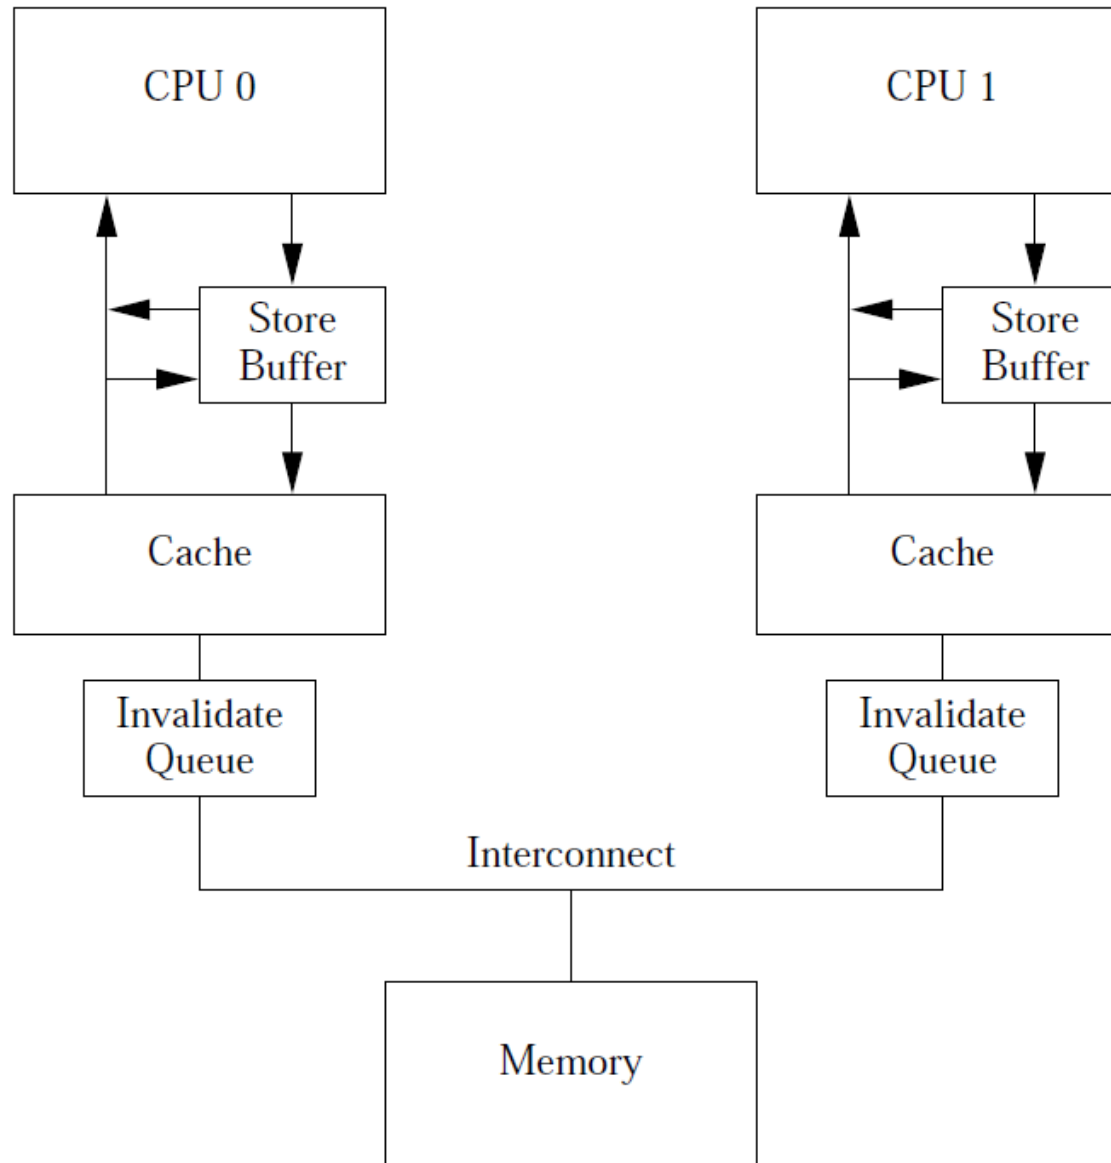 CPU 0
CPU 1
Store
Buffer
Store
Buffer
Cache
Cache
Invalidate
Queue
Invalidate
Queue
Interconnect
Memory